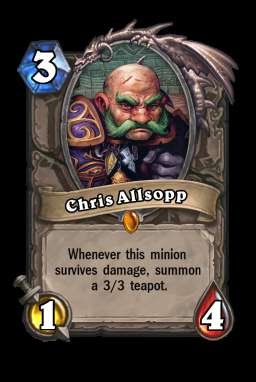 3
Chris Allsopp
Whenever this minion
survives damage, summon
a 3/3 teapot.
1
4